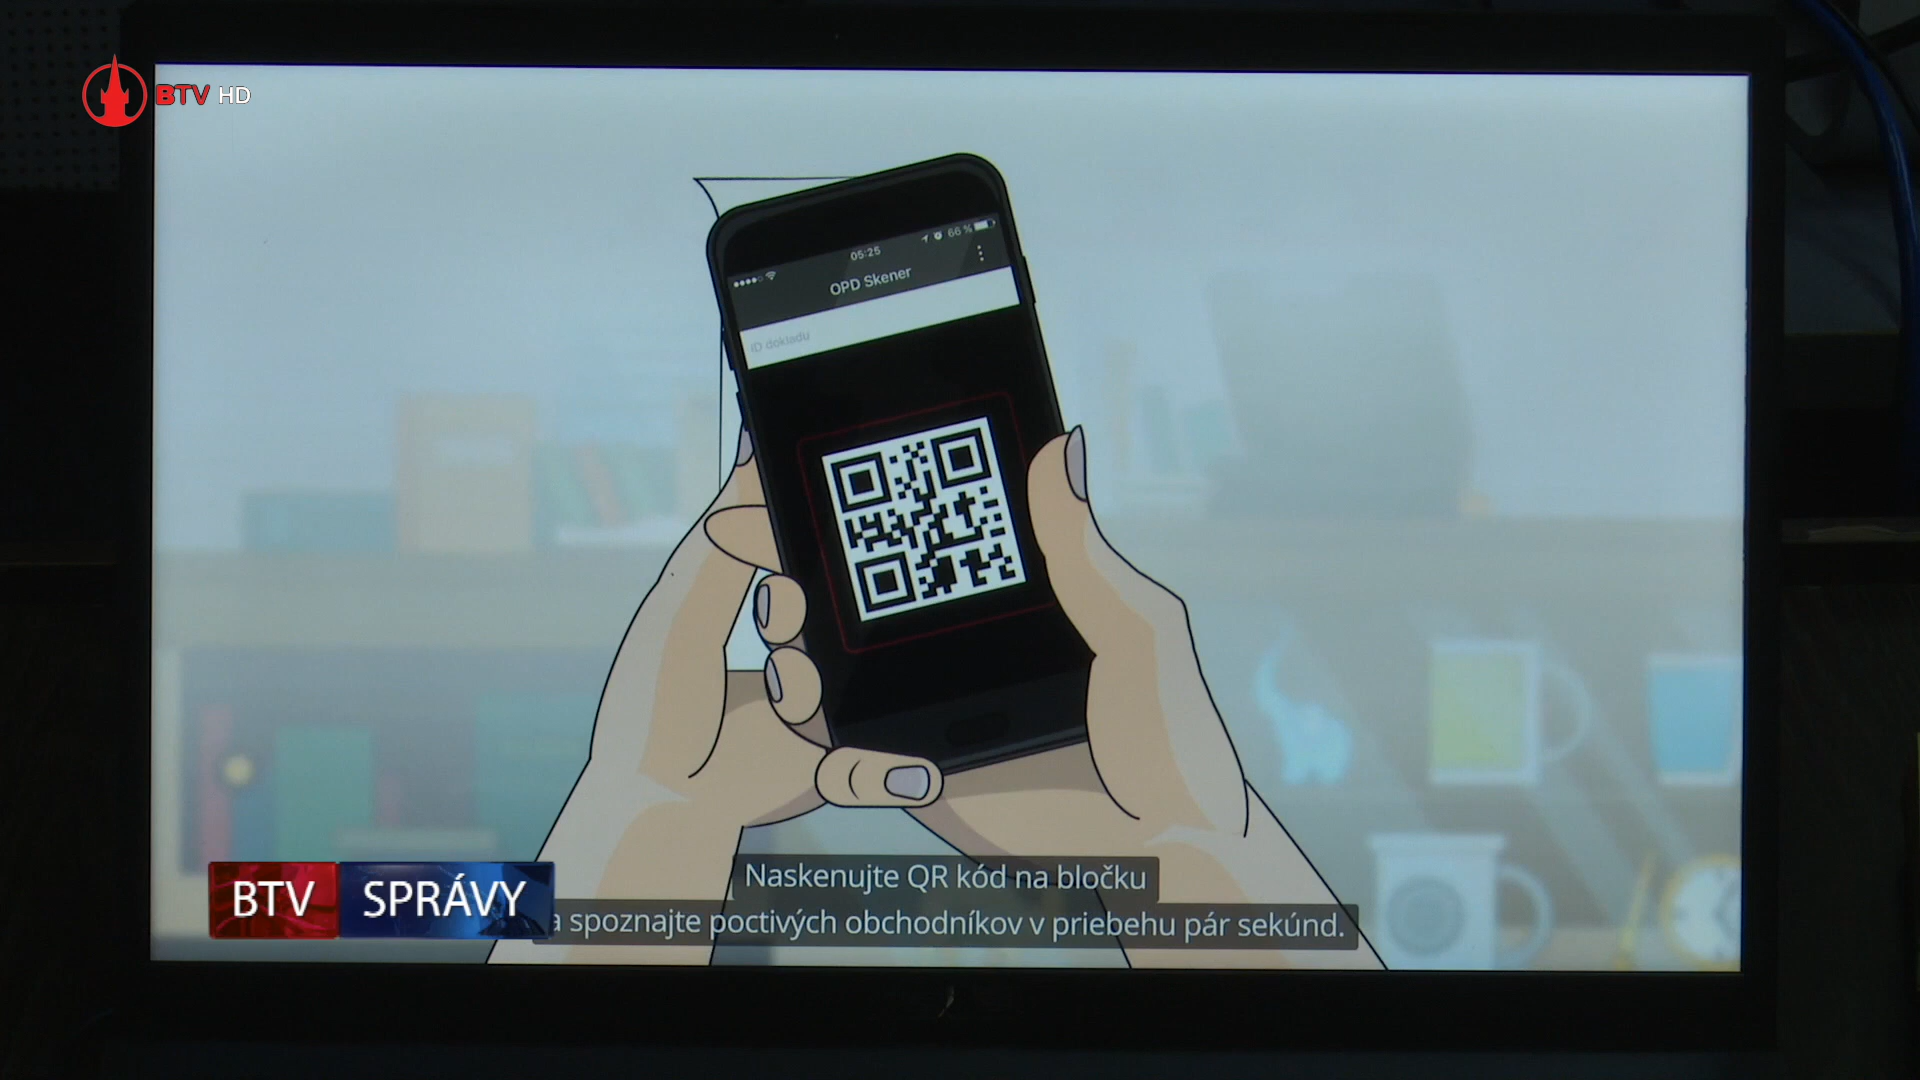 BTV HD
05:25
66 %
OPD Skener
ID dokladu
Naskenujte QR kód na bločku
a spoznajte poctivých obchodníkov v priebehu pár sekúnd.
BTV SPRÁVY